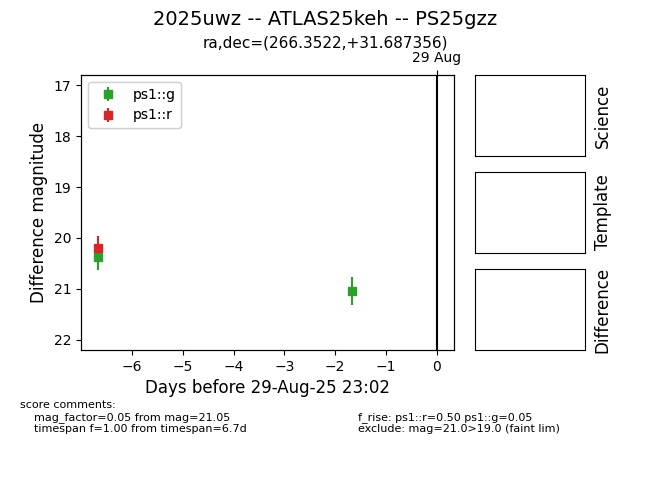 2025uwz -- ATLAS25keh -- PS25gzz
ra,dec=(266.3522,+31.687356)
29 Aug
ps1::g
ps1::r
17
18
19
20
21
22
Difference magnitude
−6
−5
−4
−3
−2
−1
0
Days before 29-Aug-25 23:02
Science
Template
Difference
score comments:
mag_factor=0.05 from mag=21.05
timespan f=1.00 from timespan=6.7d
f_rise: ps1::r=0.50 ps1::g=0.05
exclude: mag=21.0>19.0 (faint lim)